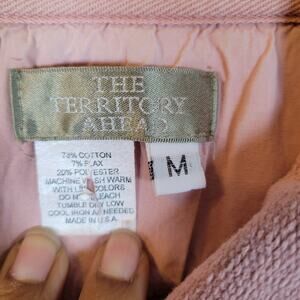 THE
TERRITORY
AHEAD
73% COTTON
7% FLAX
20% POLYESTER
MACHINE WASH WARM
WITH LIKE COLORS
DO NOT BLEACH
TUMBLE DRY LOW
COOL IRON AS NEEDED
MADE IN U.S.A.
M